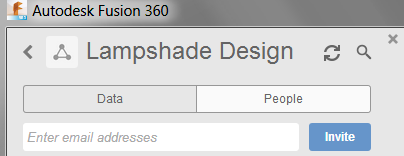 Autodesk Fusion 360
Lampshade Design
Data People
Enter email addresses Invite